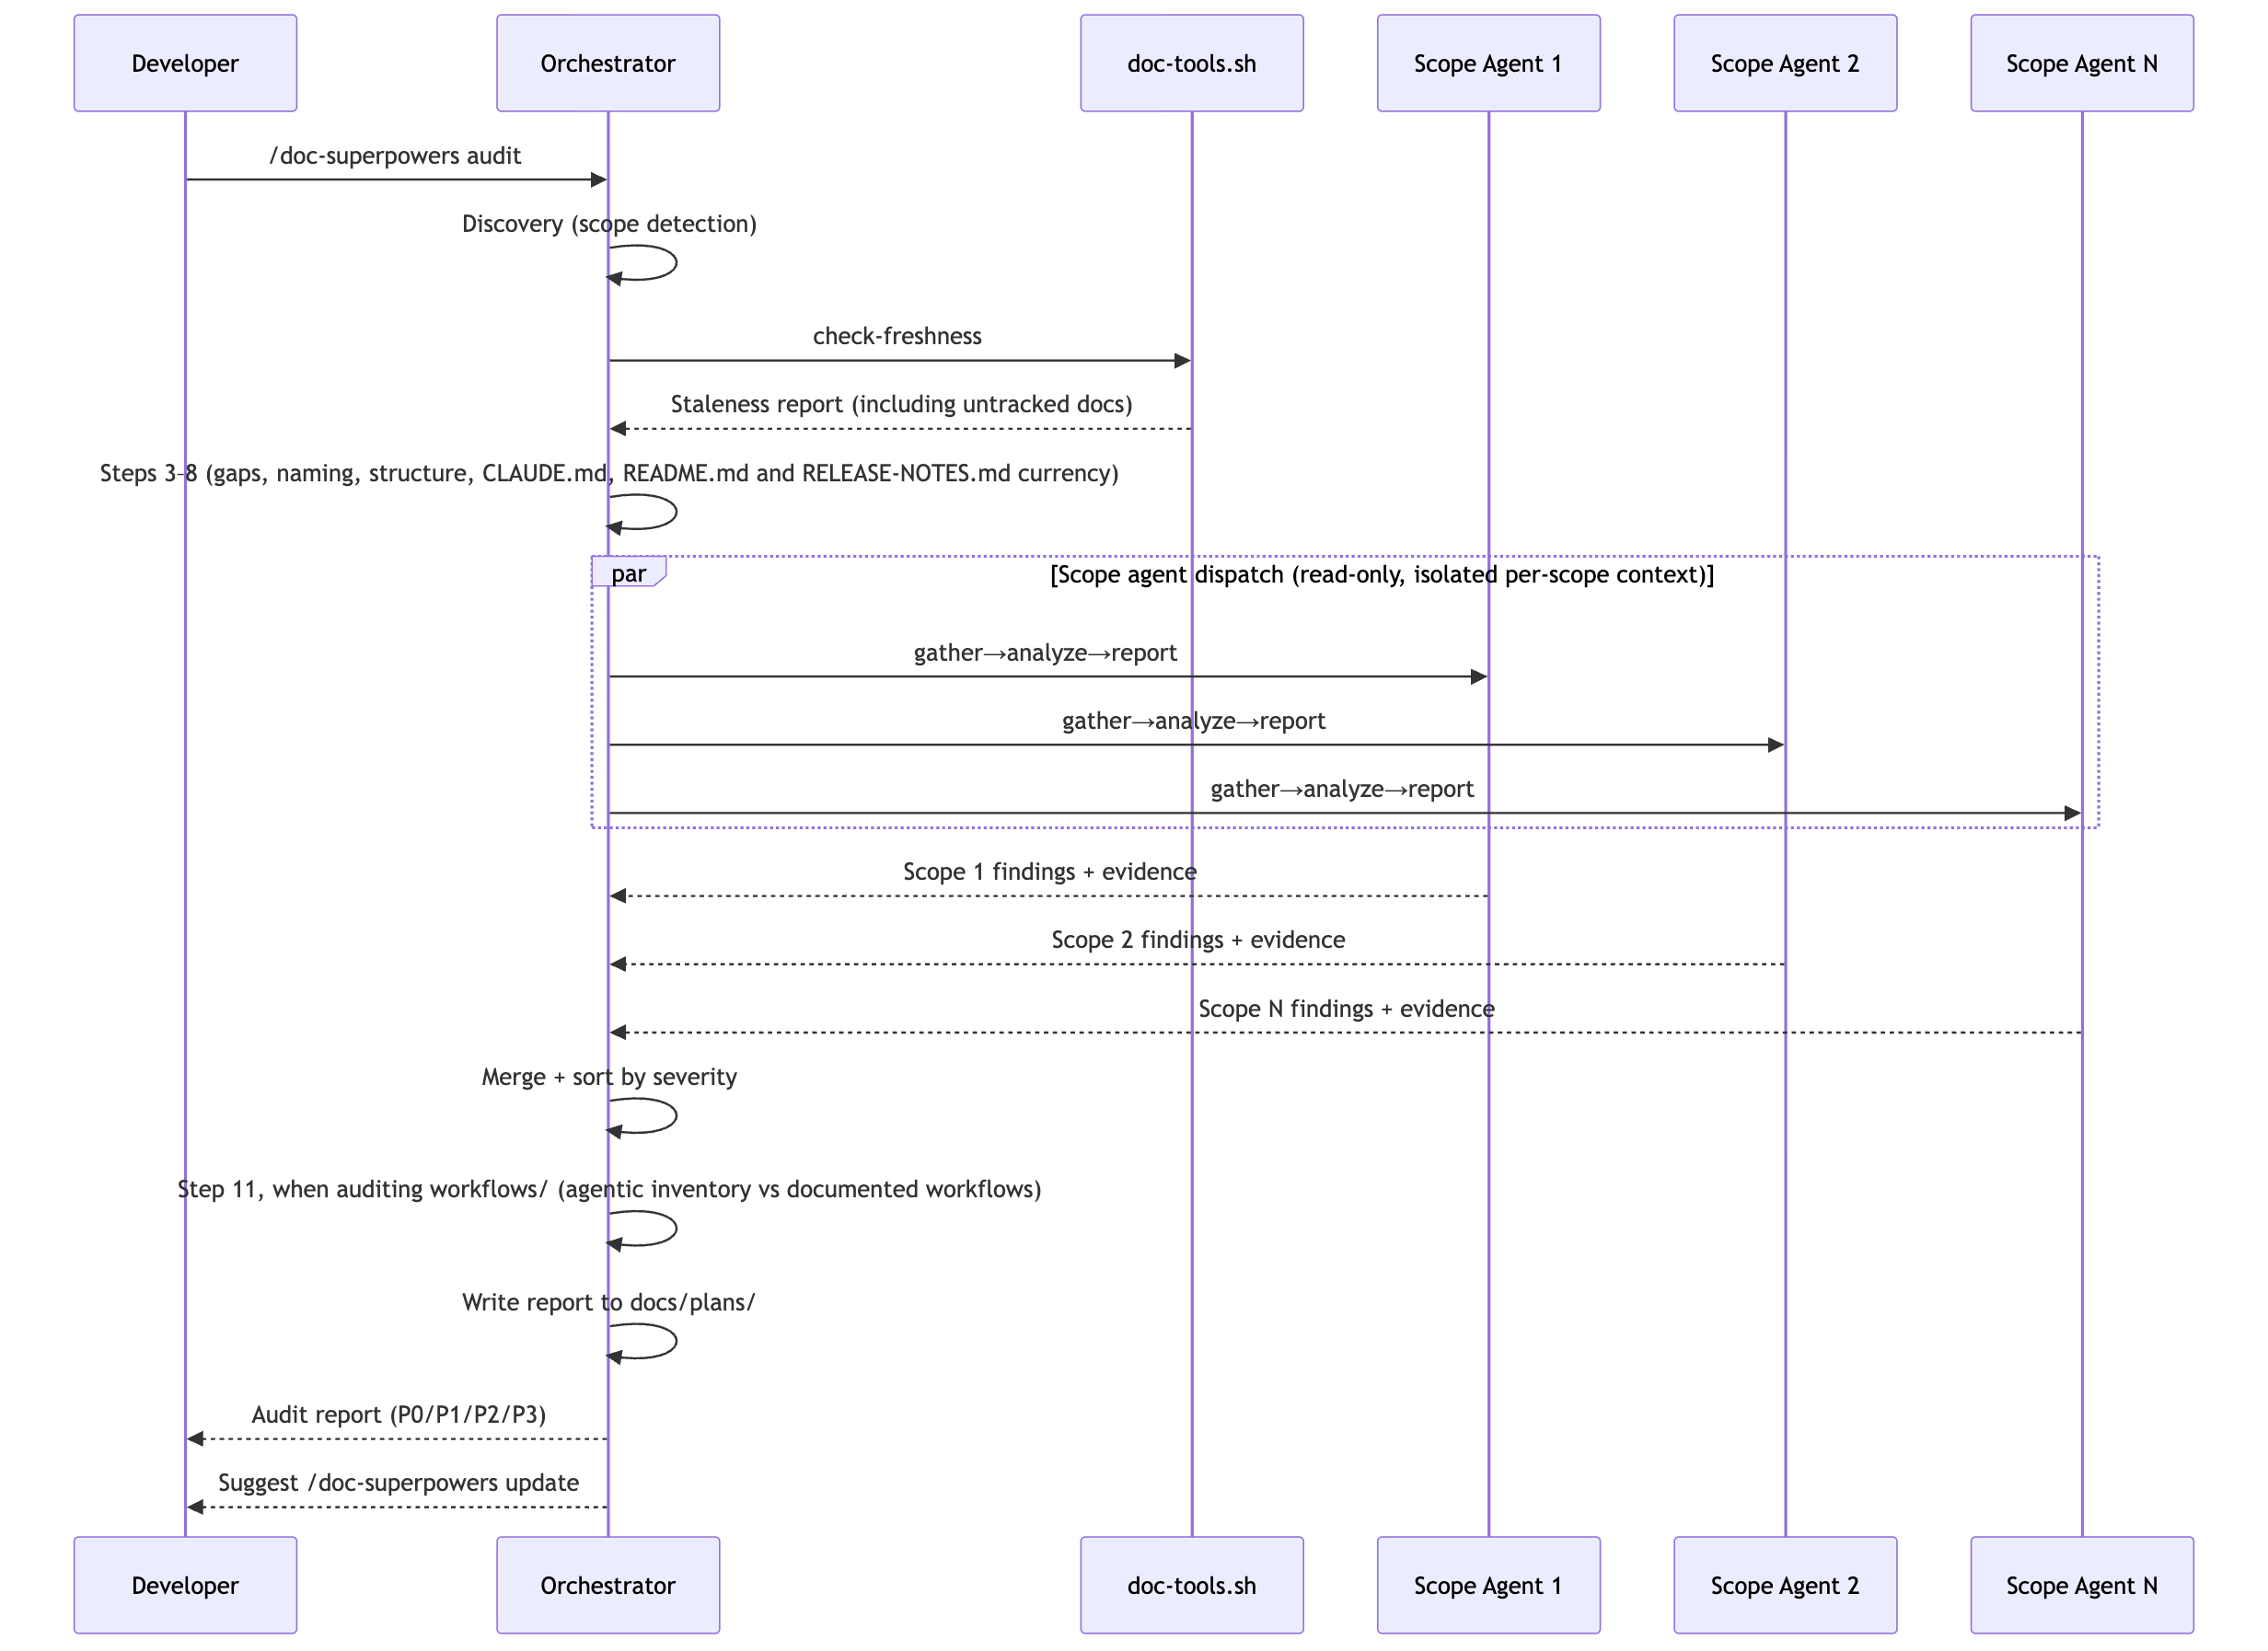 Developer
Orchestrator
doc-tools.sh
Scope Agent 1
Scope Agent 2
Scope Agent N
/doc-superpowers audit
Discovery (scope detection)
check-freshness
Staleness report (including untracked docs)
Steps 3-8 (gaps, naming, structure, CLAUDE.md, README.md and RELEASE-NOTES.md currency)
par
[Scope agent dispatch (read-only, isolated per-scope context)]
gather→analyze→report
gather→analyze→report
gather→analyze→report
Scope 1 findings + evidence
Scope 2 findings + evidence
Scope N findings + evidence
Merge + sort by severity
Step 11, when auditing workflows/ (agentic inventory vs documented workflows)
Write report to docs/plans/
Audit report (P0/P1/P2/P3)
Suggest /doc-superpowers update
Developer
Orchestrator
doc-tools.sh
Scope Agent 1
Scope Agent 2
Scope Agent N